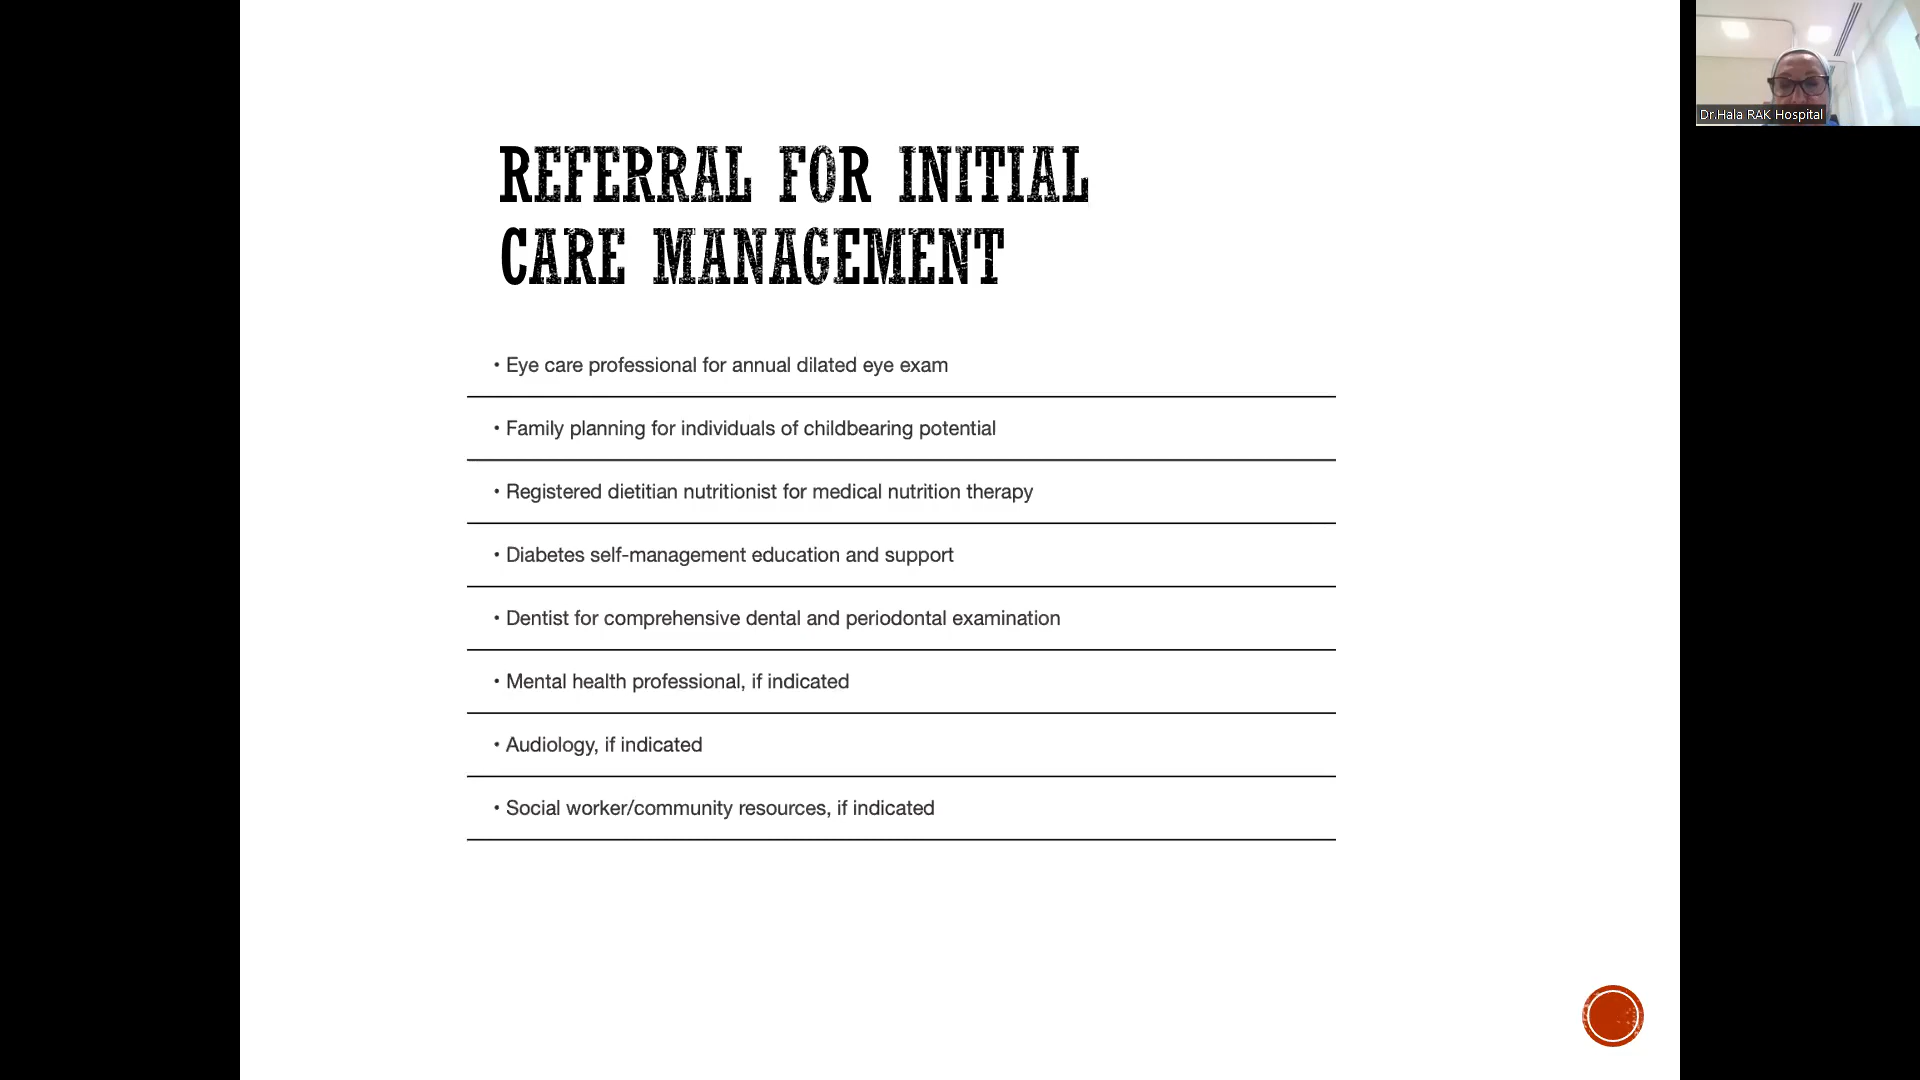 REFERRAL FOR INITIAL
CARE MANAGEMENT
• Eye care professional for annual dilated eye exam
• Family planning for individuals of childbearing potential
• Registered dietitian nutritionist for medical nutrition therapy
• Diabetes self-management education and support
• Dentist for comprehensive dental and periodontal examination
• Mental health professional, if indicated
• Audiology, if indicated
• Social worker/community resources, if indicated
Dr.Hala RAK Hospital